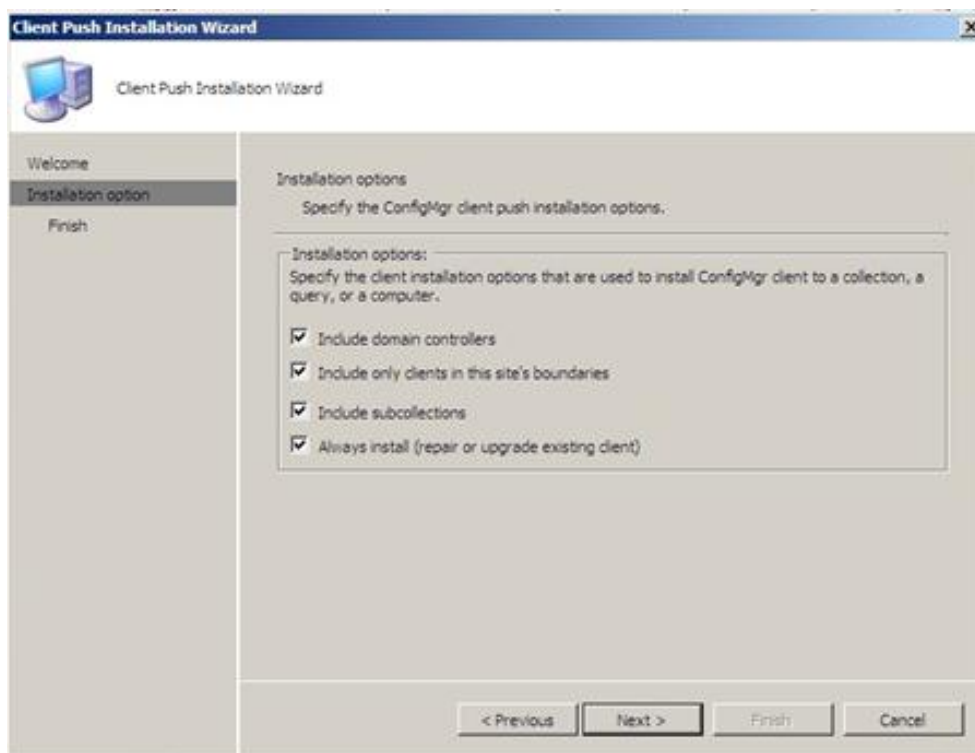 Client Push Installation Wizard
Client Push Installation Wizard
Welcome
Installation option
Finish
Installation options
Specify the ConfigMgr client push installation options.
Installation options:
Specify the client installation options that are used to install ConfigMgr client to a collection, a
query, or a computer.
Include domain controllers
Include only clients in this site's boundaries
Include subcollections
Always install (repair or upgrade existing client)
< Previous
Next >
Finish
Cancel